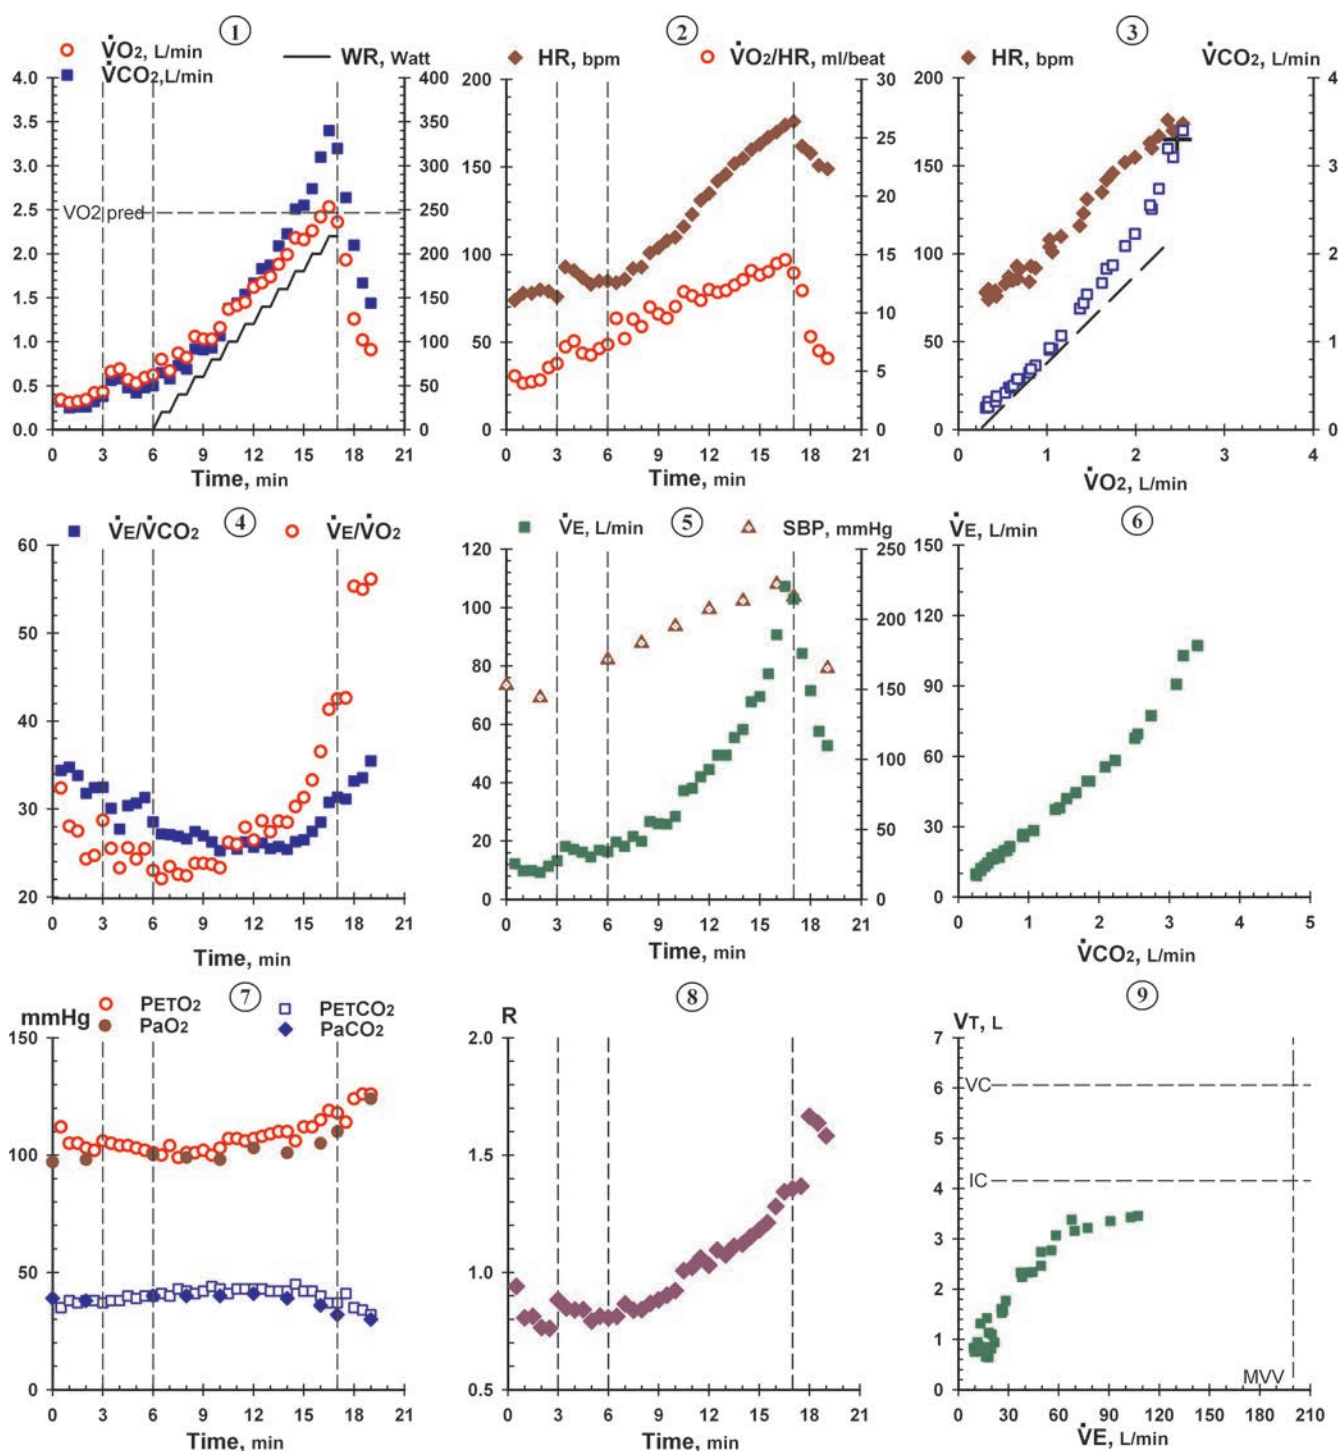 ①
V̇O2, L/min
V̇CO2,L/min
WR, Watt
4.0
3.5
3.0
2.5
2.0
1.5
1.0
0.5
0.0
400
350
300
250
200
150
100
50
0
VO2 pred
0 3 6 9 12 15 18 21
Time, min
②
HR, bpm
V̇O2/HR, ml/beat
200
150
100
50
0
30
25
20
15
10
5
0
0 3 6 9 12 15 18 21
Time, min
③
HR, bpm
V̇CO2, L/min
200
150
100
50
0
4
3
2
1
0
0 1 2 3 4
V̇O2, L/min
④
V̇E/V̇CO2
V̇E/V̇O2
60
50
40
30
20
0 3 6 9 12 15 18 21
Time, min
⑤
V̇E, L/min
SBP, mmHg
120
100
80
60
40
20
0
250
200
150
100
50
0
0 3 6 9 12 15 18 21
Time, min
⑥
V̇E, L/min
150
120
90
60
30
0
0 1 2 3 4 5
V̇CO2, L/min
⑦
mmHg
PETO2
PaO2
PETCO2
PaCO2
150
100
50
0
0 3 6 9 12 15 18 21
Time, min
⑧
R
2.0
1.8
1.6
1.4
1.2
1.0
0.8
0.5
0 3 6 9 12 15 18 21
Time, min
⑨
VT, L
7
6
5
4
3
2
1
0
VC
IC
MVV
0 30 60 90 120 150 180 210
V̇E, L/min